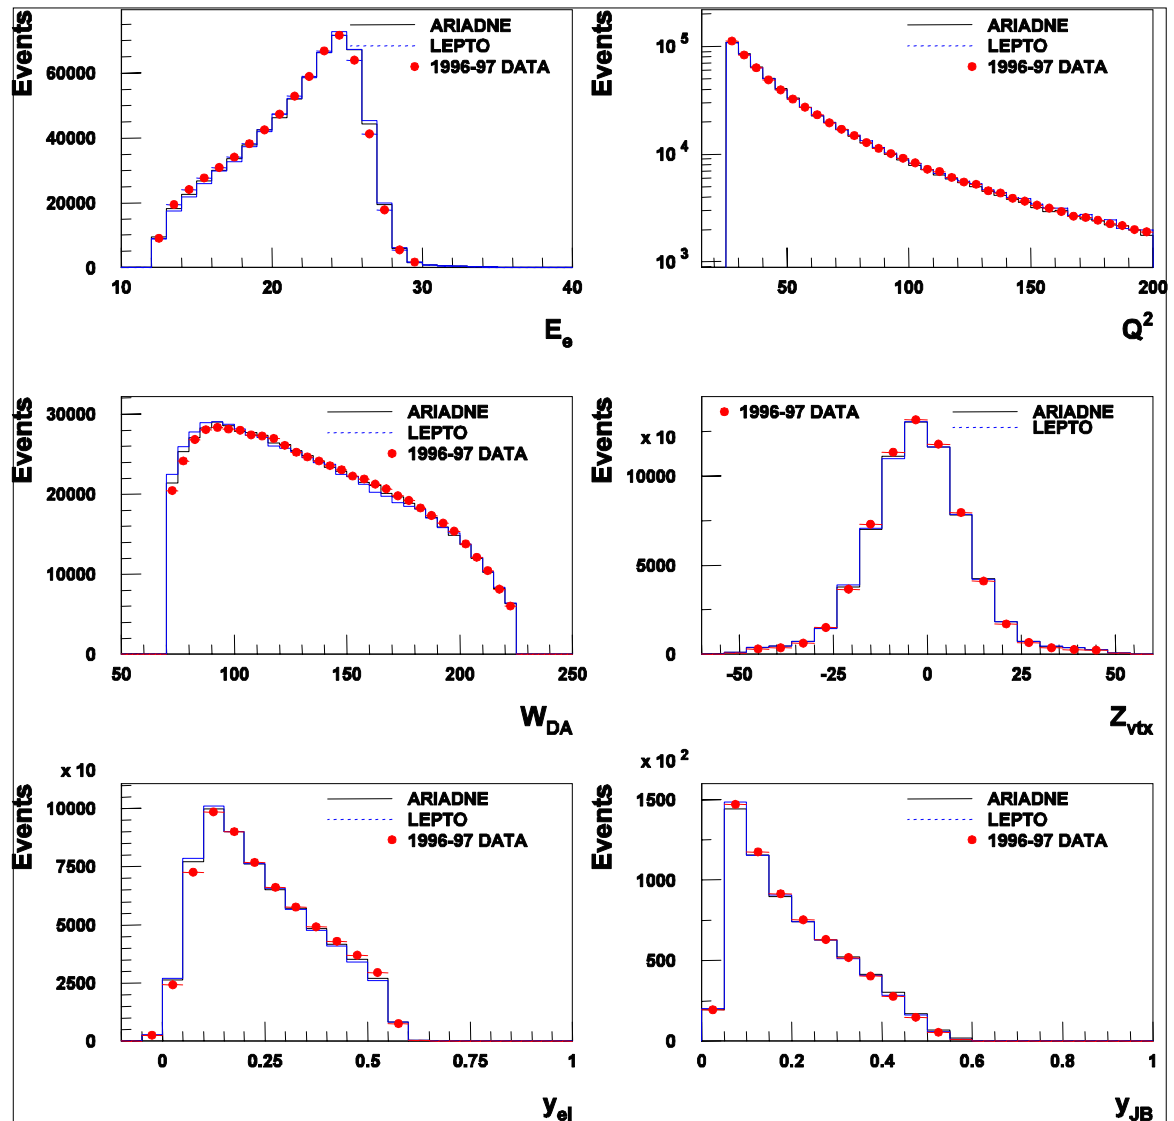 Events
ARIADNE
LEPTO
1996-97 DATA
60000
40000
20000
0
10 20 30 40
E_e
Events
ARIADNE
LEPTO
1996-97 DATA
10^5
10^4
10^3
50 100 150 200
Q^2
Events
ARIADNE
LEPTO
1996-97 DATA
30000
20000
10000
0
50 100 150 200 250
W_DA
Events
1996-97 DATA
ARIADNE
LEPTO
x 10
10000
5000
0
-50 -25 0 25 50
Z_vtx
Events
x 10
ARIADNE
LEPTO
1996-97 DATA
10000
7500
5000
2500
0
0 0.25 0.5 0.75 1
y_el
Events
x 10^2
ARIADNE
LEPTO
1996-97 DATA
1500
1000
500
0
0 0.2 0.4 0.6 0.8 1
y_JB